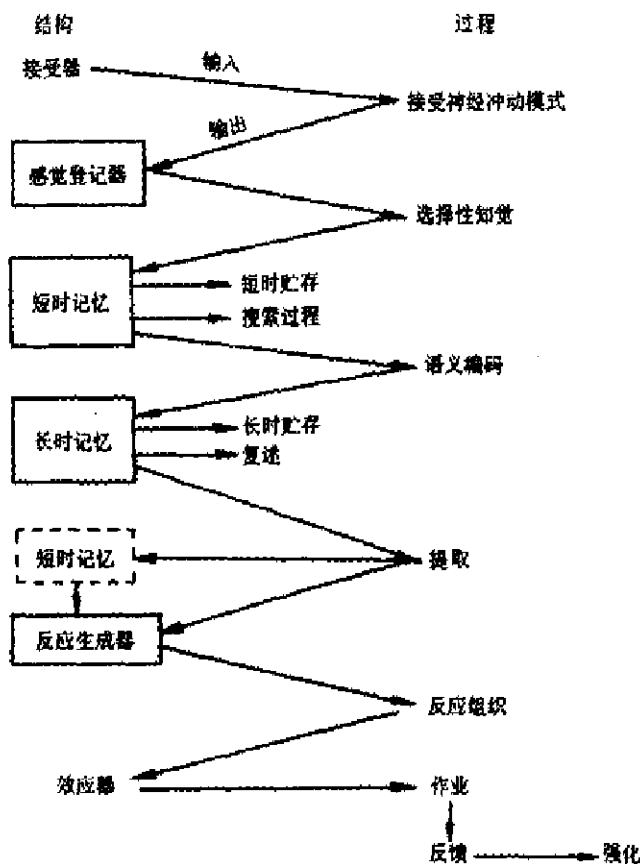 结构 过程
接受器 输入
接受神经冲动模式
输出
感觉登记器
选择性知觉
短时记忆 短时贮存
搜索过程
语义编码
长时记忆 长时贮存
复述
短时记忆 提取
反应生成器
反应组织
效应器 作业
反馈 强化